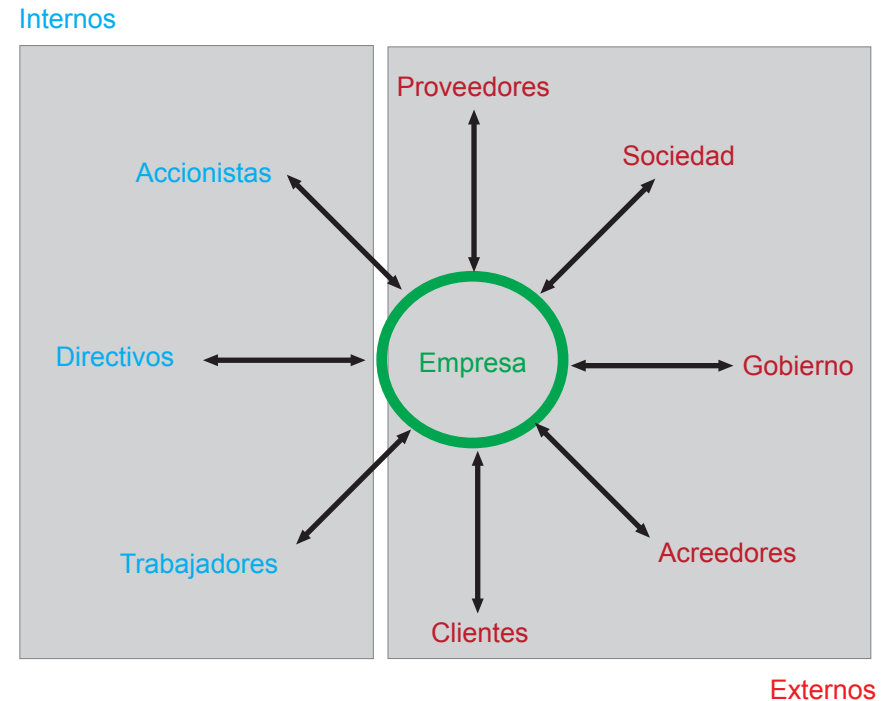 Internos
Proveedores
Sociedad
Accionistas
Directivos
Empresa
Gobierno
Trabajadores
Acreedores
Clientes
Externos